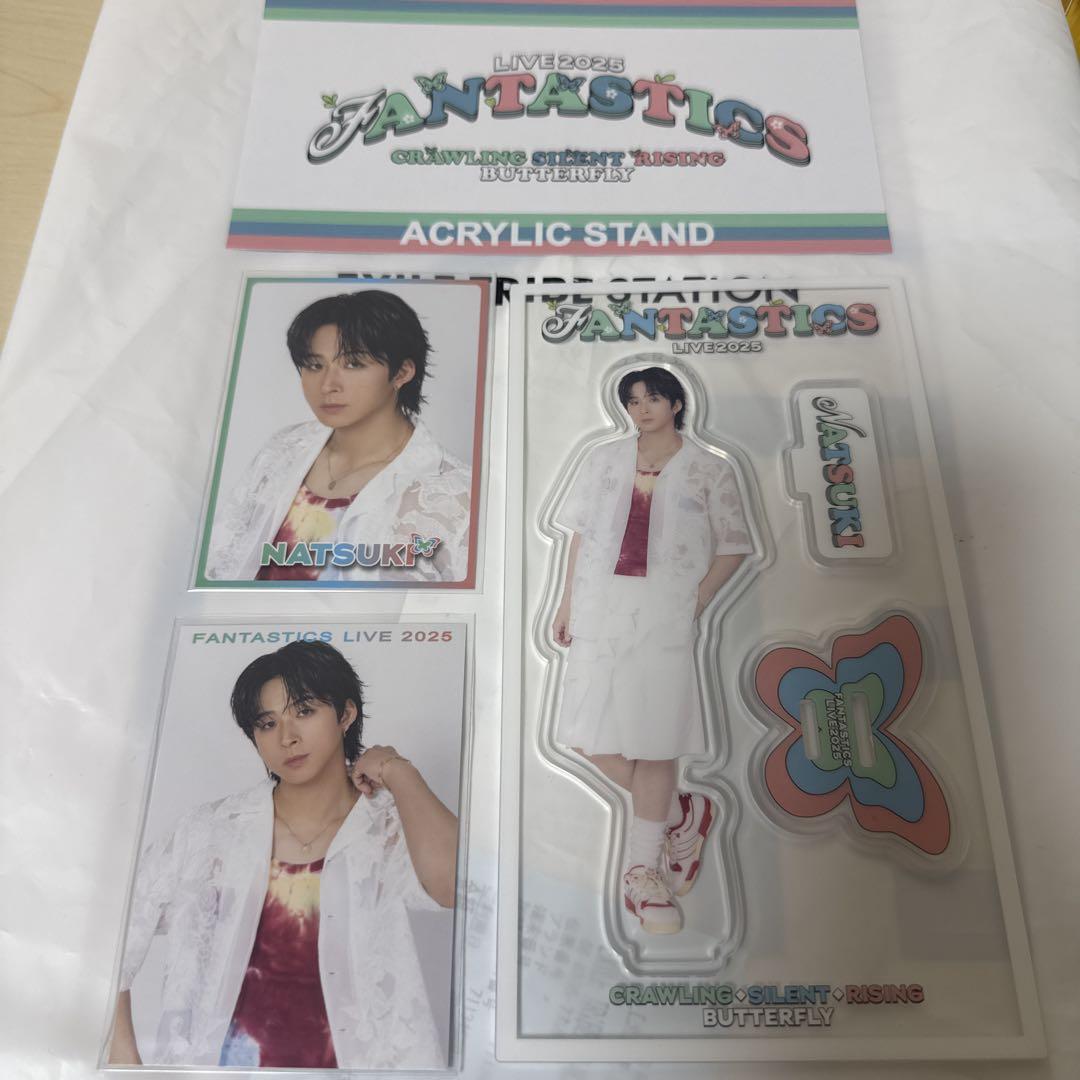 LIVE 2025
FANTASTICS
CRAWLING SILENT RISING
BUTTERFLY
ACRYLIC STAND
EXILE TRIBE STATION
NATSUKI
FANTASTICS LIVE 2025
FANTASTICS
LIVE 2025
NATSUKI
FANTASTICS
LIVE 2025
CRAWLING◆SILENT◆RISING
BUTTERFLY